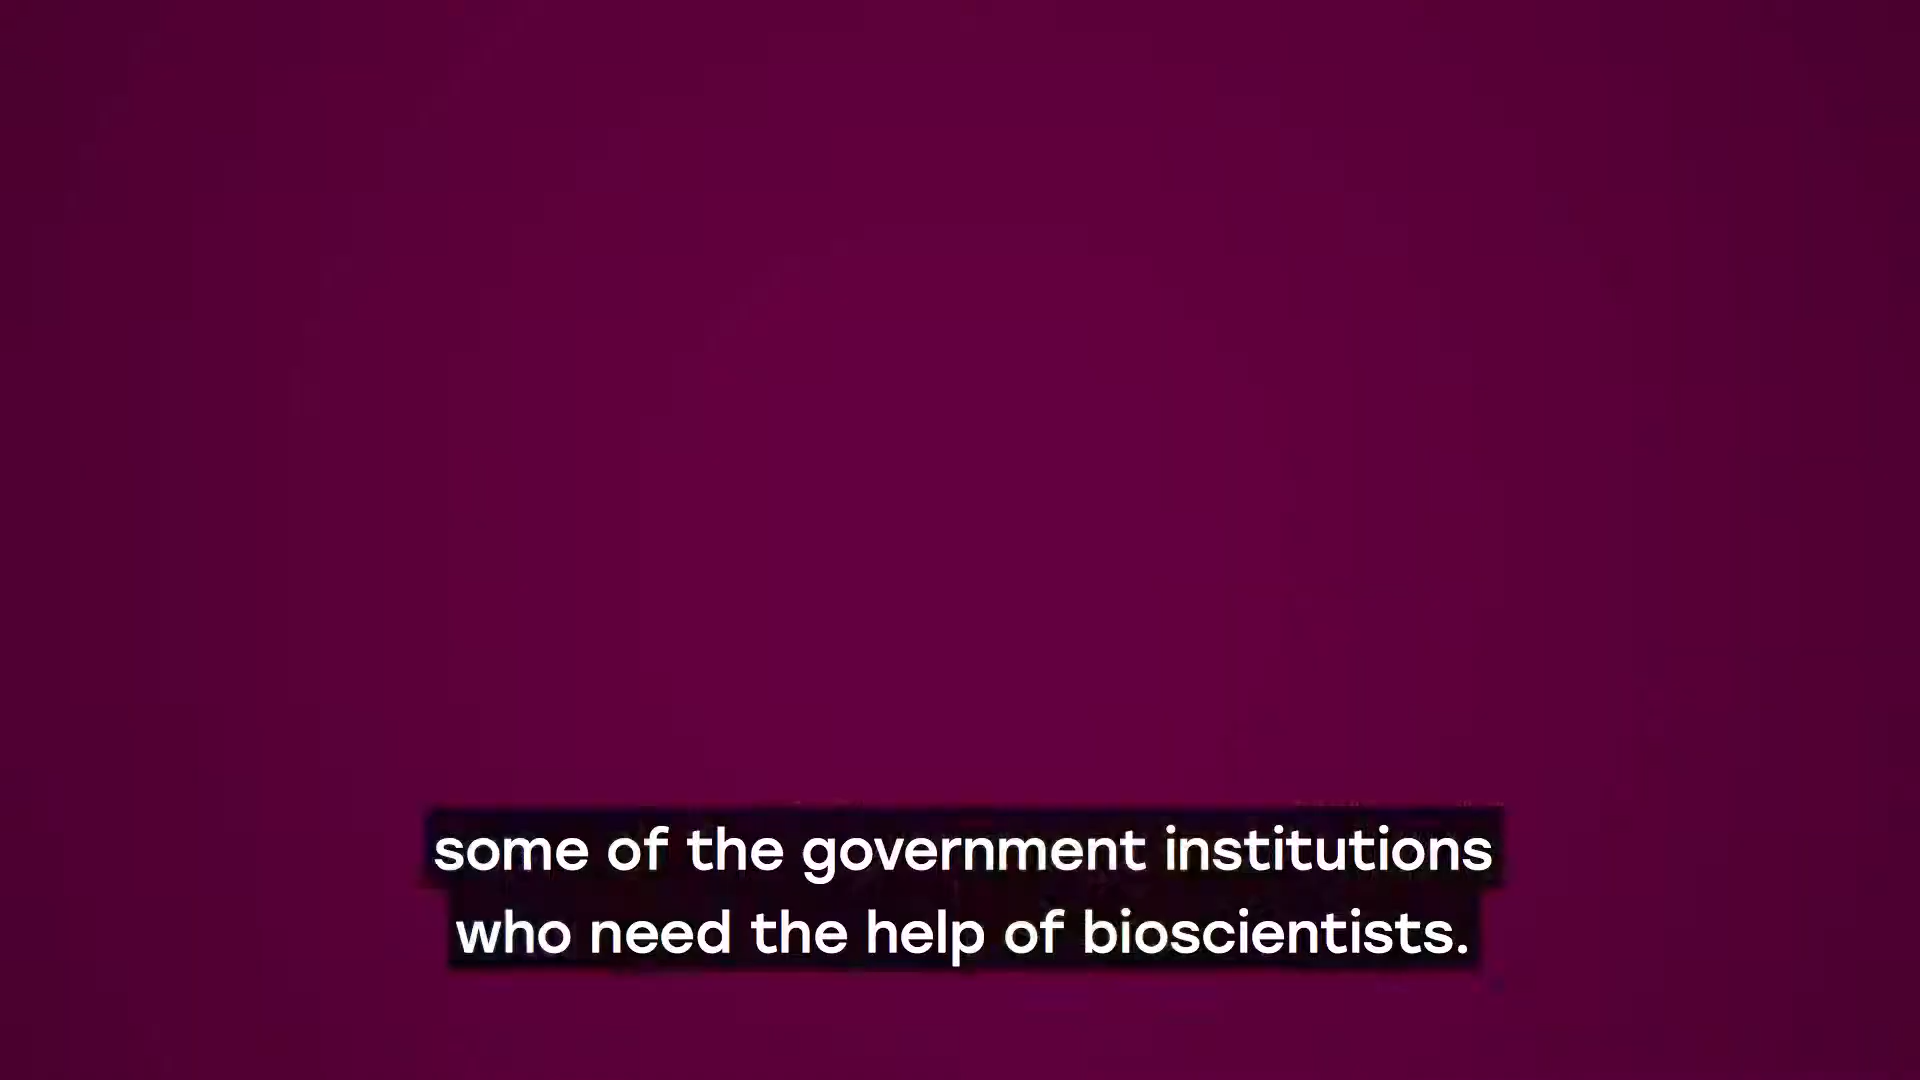 some of the government institutions
who need the help of bioscientists.